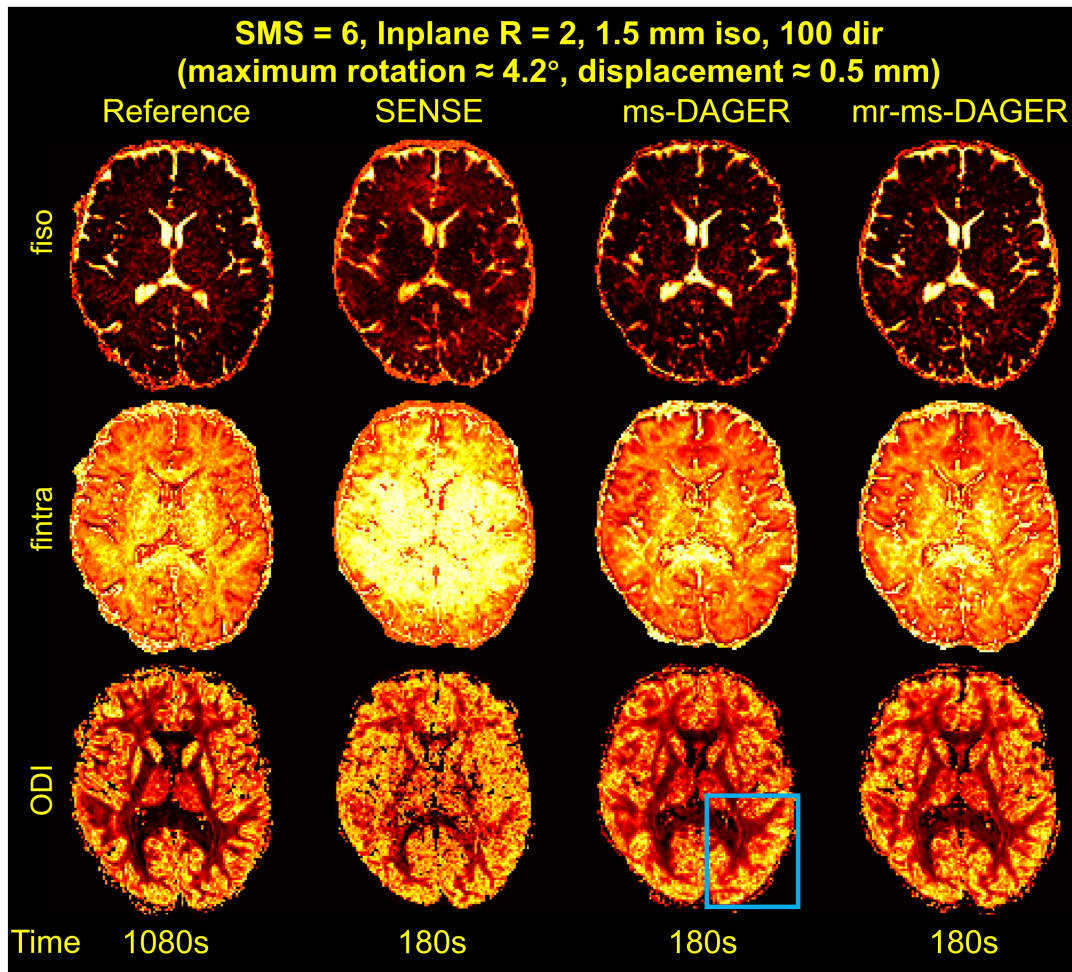 SMS = 6, Inplane R = 2, 1.5 mm iso, 100 dir
(maximum rotation ≈ 4.2°, displacement ≈ 0.5 mm)
Reference SENSE ms-DAGER mr-ms-DAGER
fiso
fintra
ODI
Time 1080s 180s 180s 180s